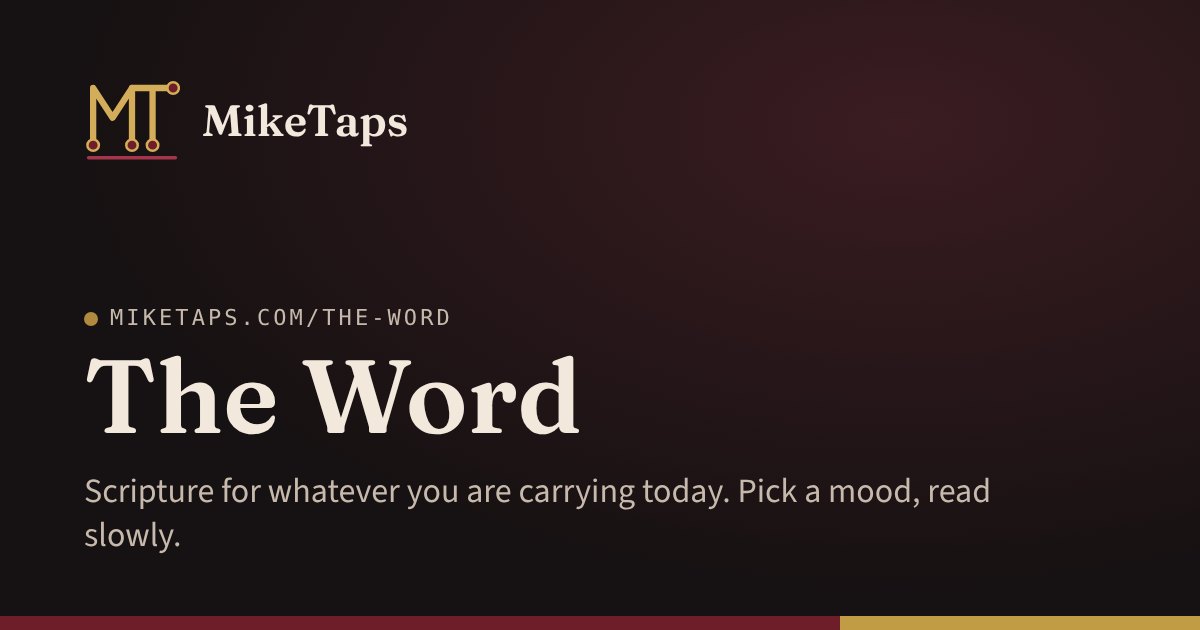 MT
MikeTaps
MIKETAPS.COM/THE-WORD
The Word
Scripture for whatever you are carrying today. Pick a mood, read
slowly.